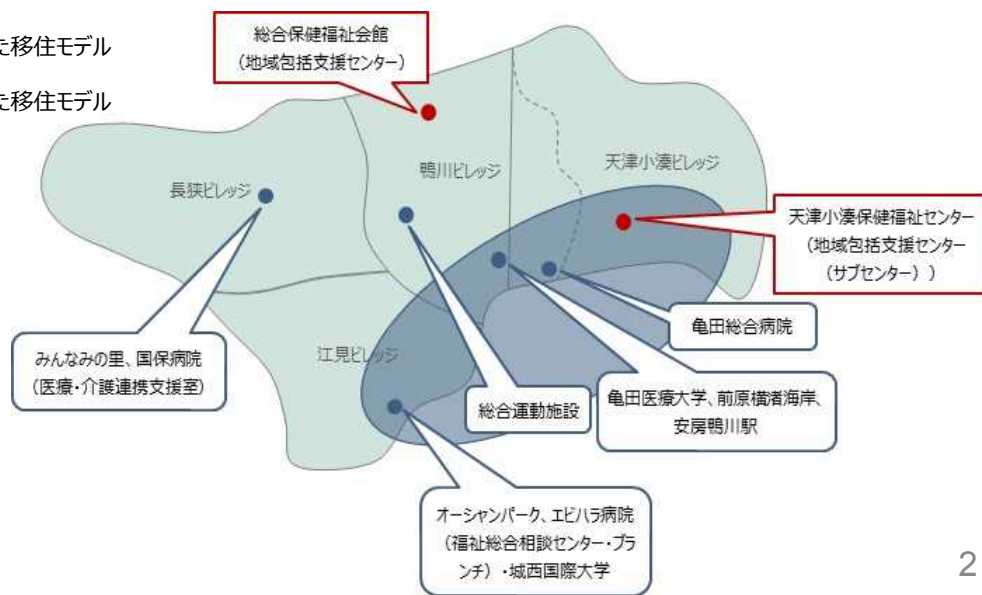 た移住モデル
た移住モデル
総合保健福祉会館
（地域包括支援センター）
天津小湊ビレッジ
鴨川ビレッジ
長狭ビレッジ
天津小湊保健福祉センター
（地域包括支援センター
（サブセンター））
亀田総合病院
江見ビレッジ
みんなみの里、国保病院
（医療・介護連携支援室）
総合運動施設
亀田医療大学、前原横渚海岸、
安房鴨川駅
オーシャンパーク、エビハラ病院
（福祉総合相談センター・ブラ
ンチ）・城西国際大学
2